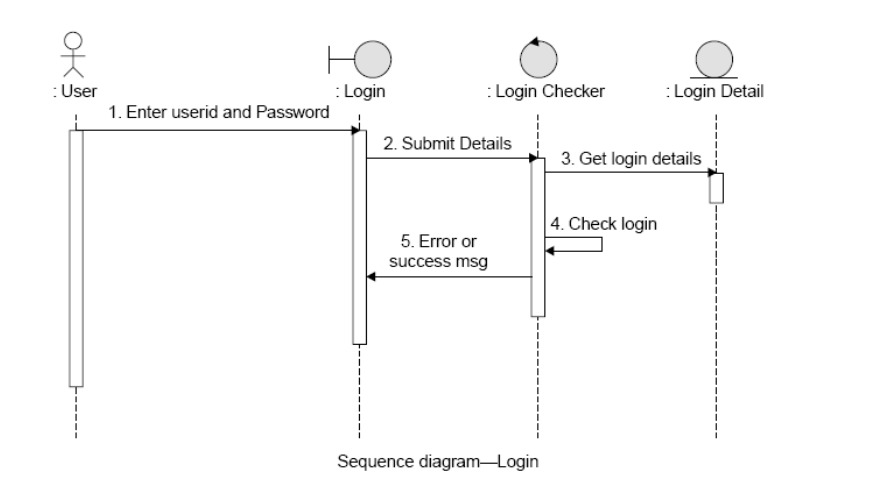 : User
: Login
: Login Checker
: Login Detail
1. Enter userid and Password
2. Submit Details
3. Get login details
4. Check login
5. Error or
success msg
Sequence diagram—Login